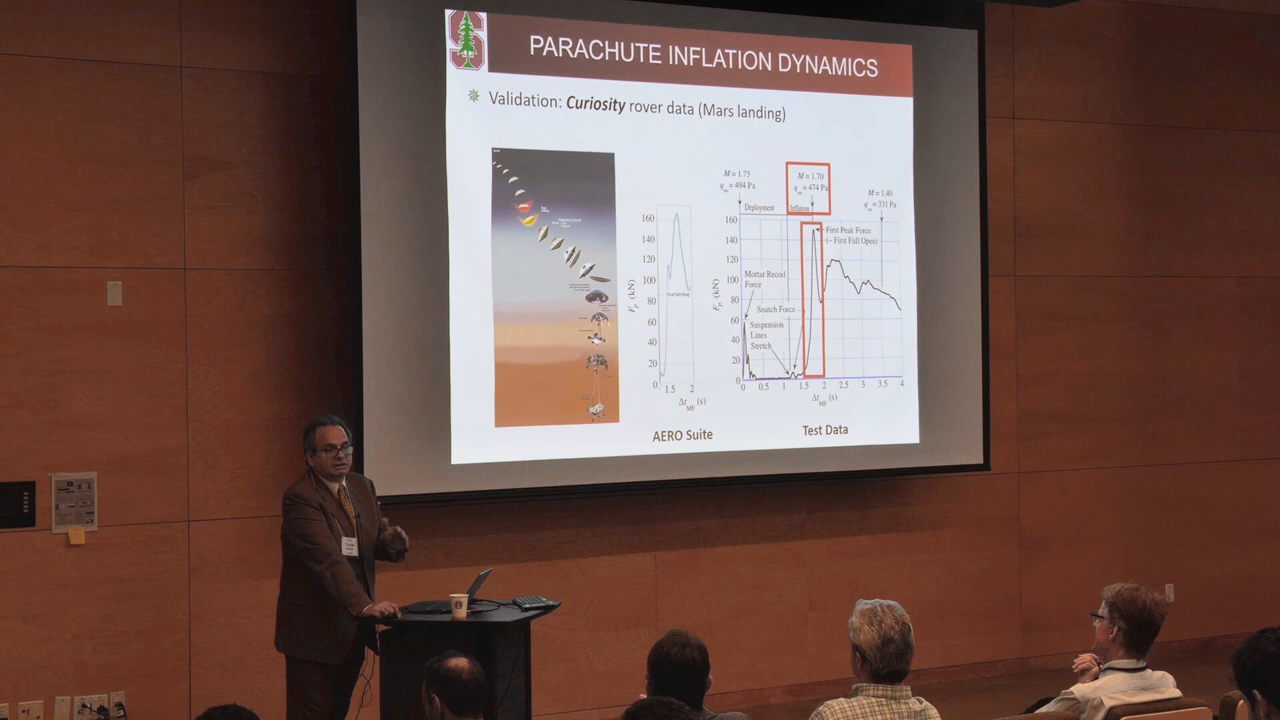 S
PARACHUTE INFLATION DYNAMICS
Validation: Curiosity rover data (Mars landing)
M = 1.75
q∞ = 494 Pa
M = 1.70
q∞ = 474 Pa
M = 1.40
q∞ = 331 Pa
Deployment
Inflation
First Peak Force
(~ First Full Open)
Mortar Recoil
Force
Snatch Force
Suspension
Lines
Stretch
160
140
120
100
80
60
40
20
0
1.5
2
(kN)
Δt MF (s)
160
140
120
100
80
60
40
20
0
0
0.5
1
1.5
2
2.5
3
3.5
4
(kN)
Δt MF (s)
AERO Suite
Test Data